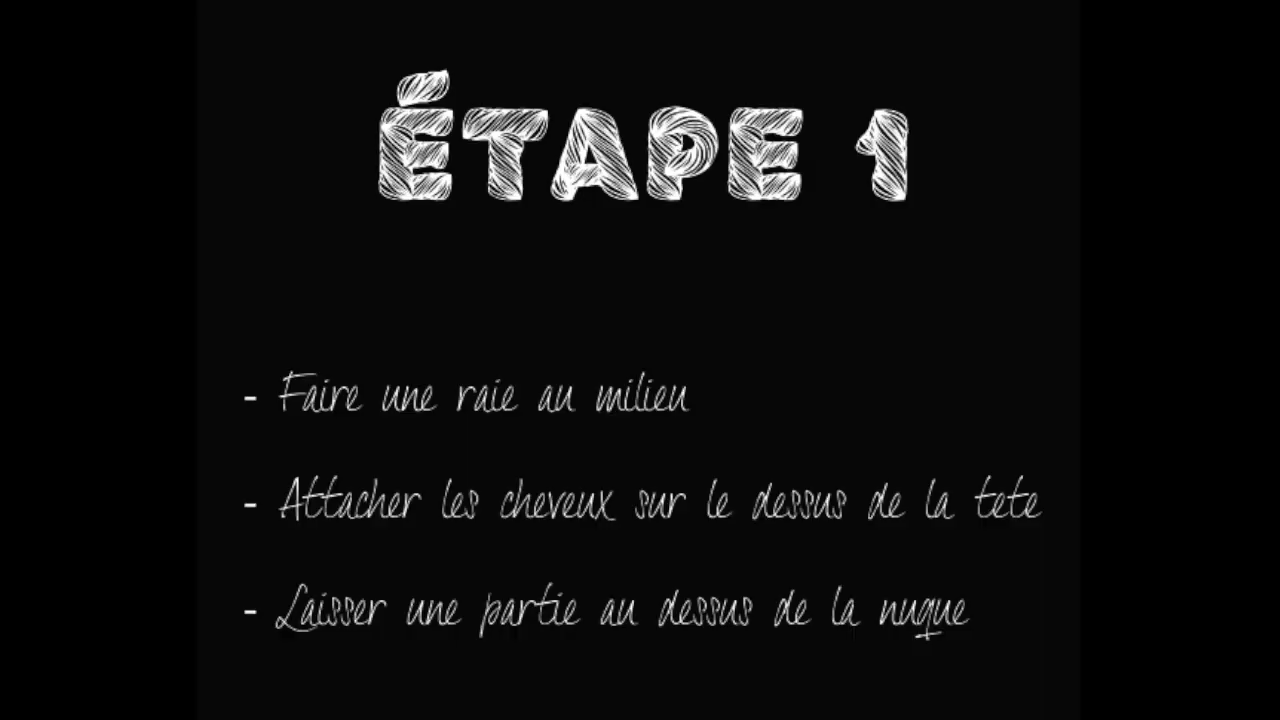 ÉTAPE 1
- Faire une raie au milieu
- Attacher les cheveux sur le dessus de la tete
- Laisser une partie au dessus de la nuque